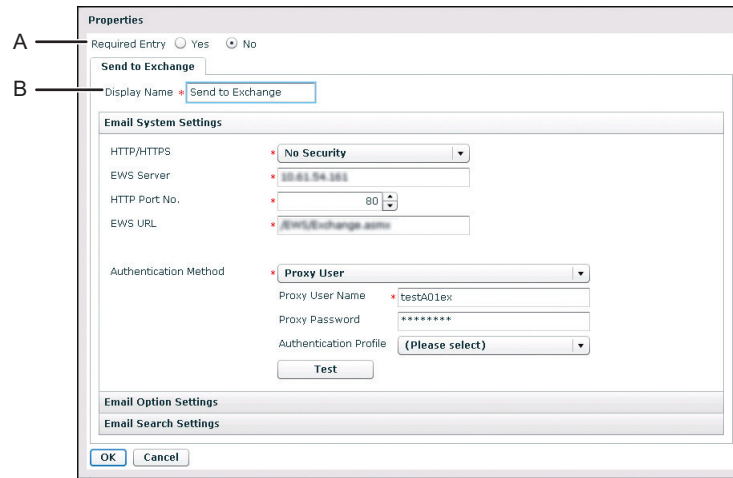 Properties
A
Required Entry Yes No
Send to Exchange
B
Display Name * Send to Exchange
Email System Settings
HTTP/HTTPS * No Security
EWS Server *
HTTP Port No. * 80
EWS URL *
Authentication Method * Proxy User
Proxy User Name * testA01ex
Proxy Password ********
Authentication Profile (Please select)
Test
Email Option Settings
Email Search Settings
OK Cancel